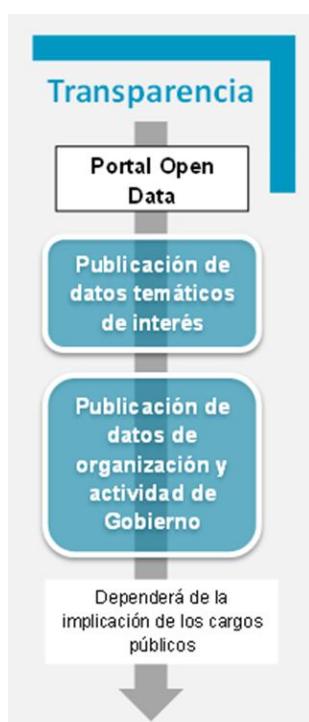 Transparencia
Portal Open
Data
Publicación de
datos temáticos
de interés
Publicación de
datos de
organización y
actividad de
Gobierno
Dependerá de la
implicación de los cargos
públicos